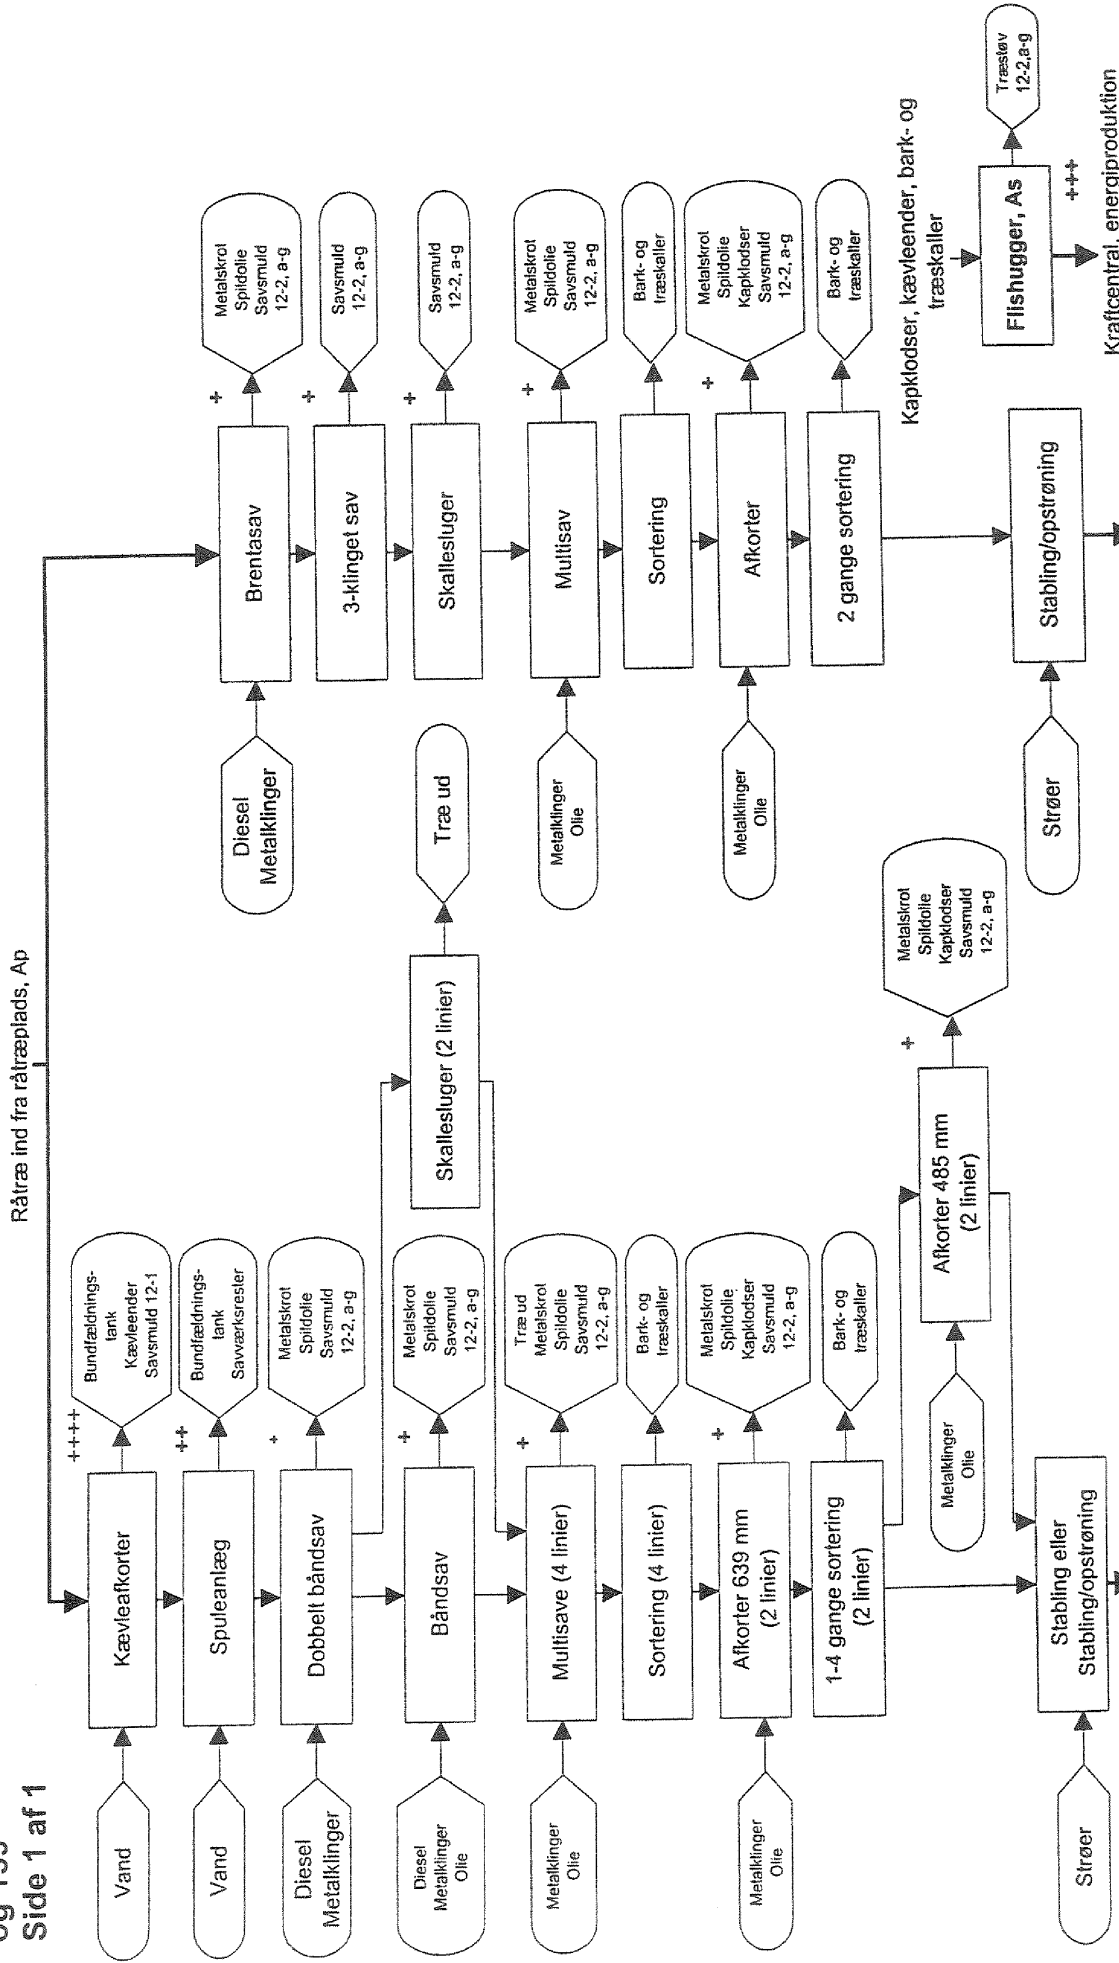 Side 1 af 1
Råtræ ind fra råtræplads, Ap
Vand
Kævleafkorter
++++
Bundfældnings-
tank
Kævleender
Savsmuld 12-1
Vand
Spuleanlæg
++
Bundfældnings-
tank
Savværksrester
Diesel
Metalklinger
Dobbelt båndsav
+
Metalskrot
Spildolie
Savsmuld
12-2, a-g
Skallesluger (2 linier)
Træ ud
Diesel
Metalklinger
Olie
Båndsav
+
Metalskrot
Spildolie
Savsmuld
12-2, a-g
Metalklinger
Olie
Multisave (4 linier)
+
Træ ud
Metalskrot
Spildolie
Savsmuld
12-2, a-g
Sortering (4 linier)
Bark- og
træskaller
Metalklinger
Olie
Afkorter 639 mm
(2 linier)
+
Metalskrot
Spildolie
Kapklodser
Savsmuld
12-2, a-g
1-4 gange sortering
(2 linier)
Bark- og
træskaller
Metalklinger
Olie
Afkorter 485 mm
(2 linier)
+
Metalskrot
Spildolie
Kapklodser
Savsmuld
12-2, a-g
Strøer
Stabling eller
Stabling/opstrøning
Diesel
Metalklinger
Brentasav
+
Metalskrot
Spildolie
Savsmuld
12-2, a-g
3-klinget sav
+
Savsmuld
12-2, a-g
Skallesluger
+
Savsmuld
12-2, a-g
Metalklinger
Olie
Multisav
+
Metalskrot
Spildolie
Savsmuld
12-2, a-g
Sortering
Bark- og
træskaller
Metalklinger
Olie
Afkorter
+
Metalskrot
Spildolie
Kapklodser
Savsmuld
12-2, a-g
2 gange sortering
Bark- og
træskaller
Strøer
Stabling/opstrøning
Kapklodser, kævleender, bark- og
træskaller
Flishugger, As
Træstøv
12-2,a-g
+++
Kraftcentral, energiproduktion